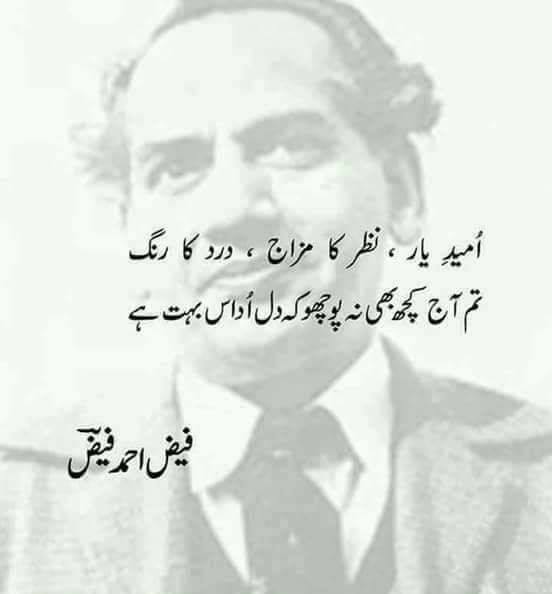 اُمیدِ یار ، نظر کا مزاج ، درد کا رنگ
تم آج کچھ بھی نہ پوچھو کہ دل اُداس بہت ہے
فیض احمد فیضؔ